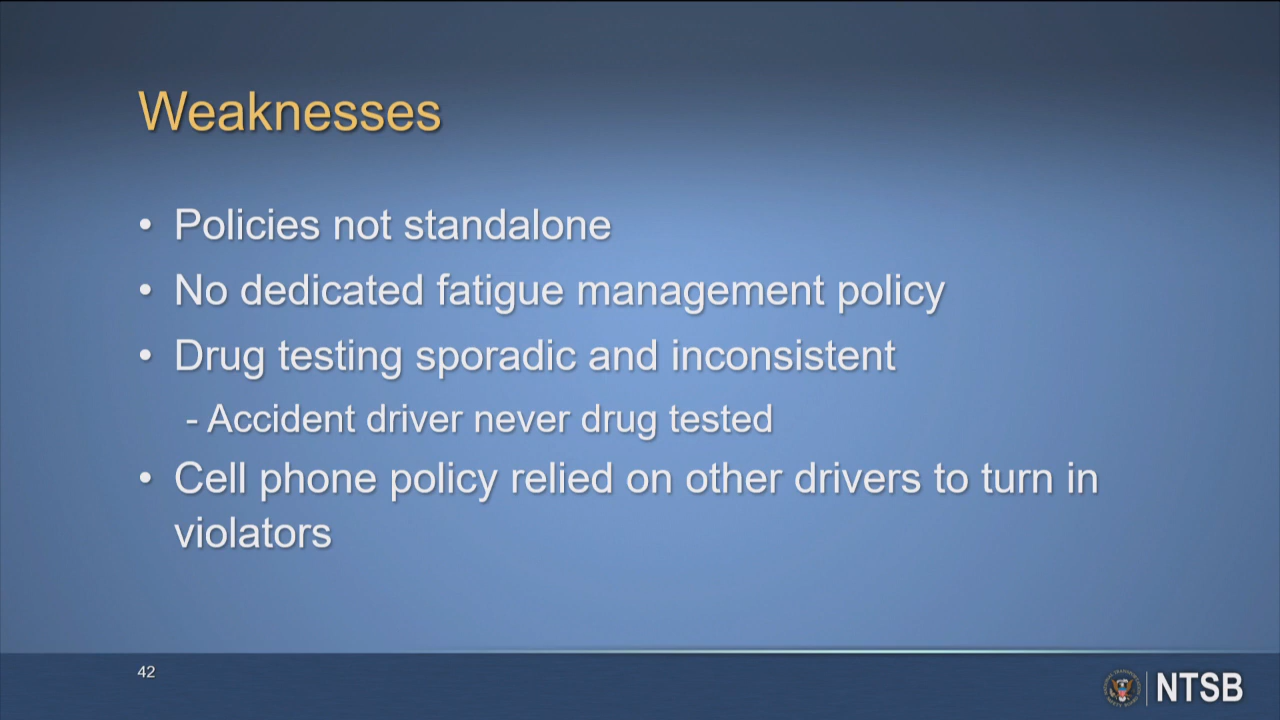 Weaknesses
• Policies not standalone
• No dedicated fatigue management policy
• Drug testing sporadic and inconsistent
- Accident driver never drug tested
• Cell phone policy relied on other drivers to turn in
violators
42
NTSB